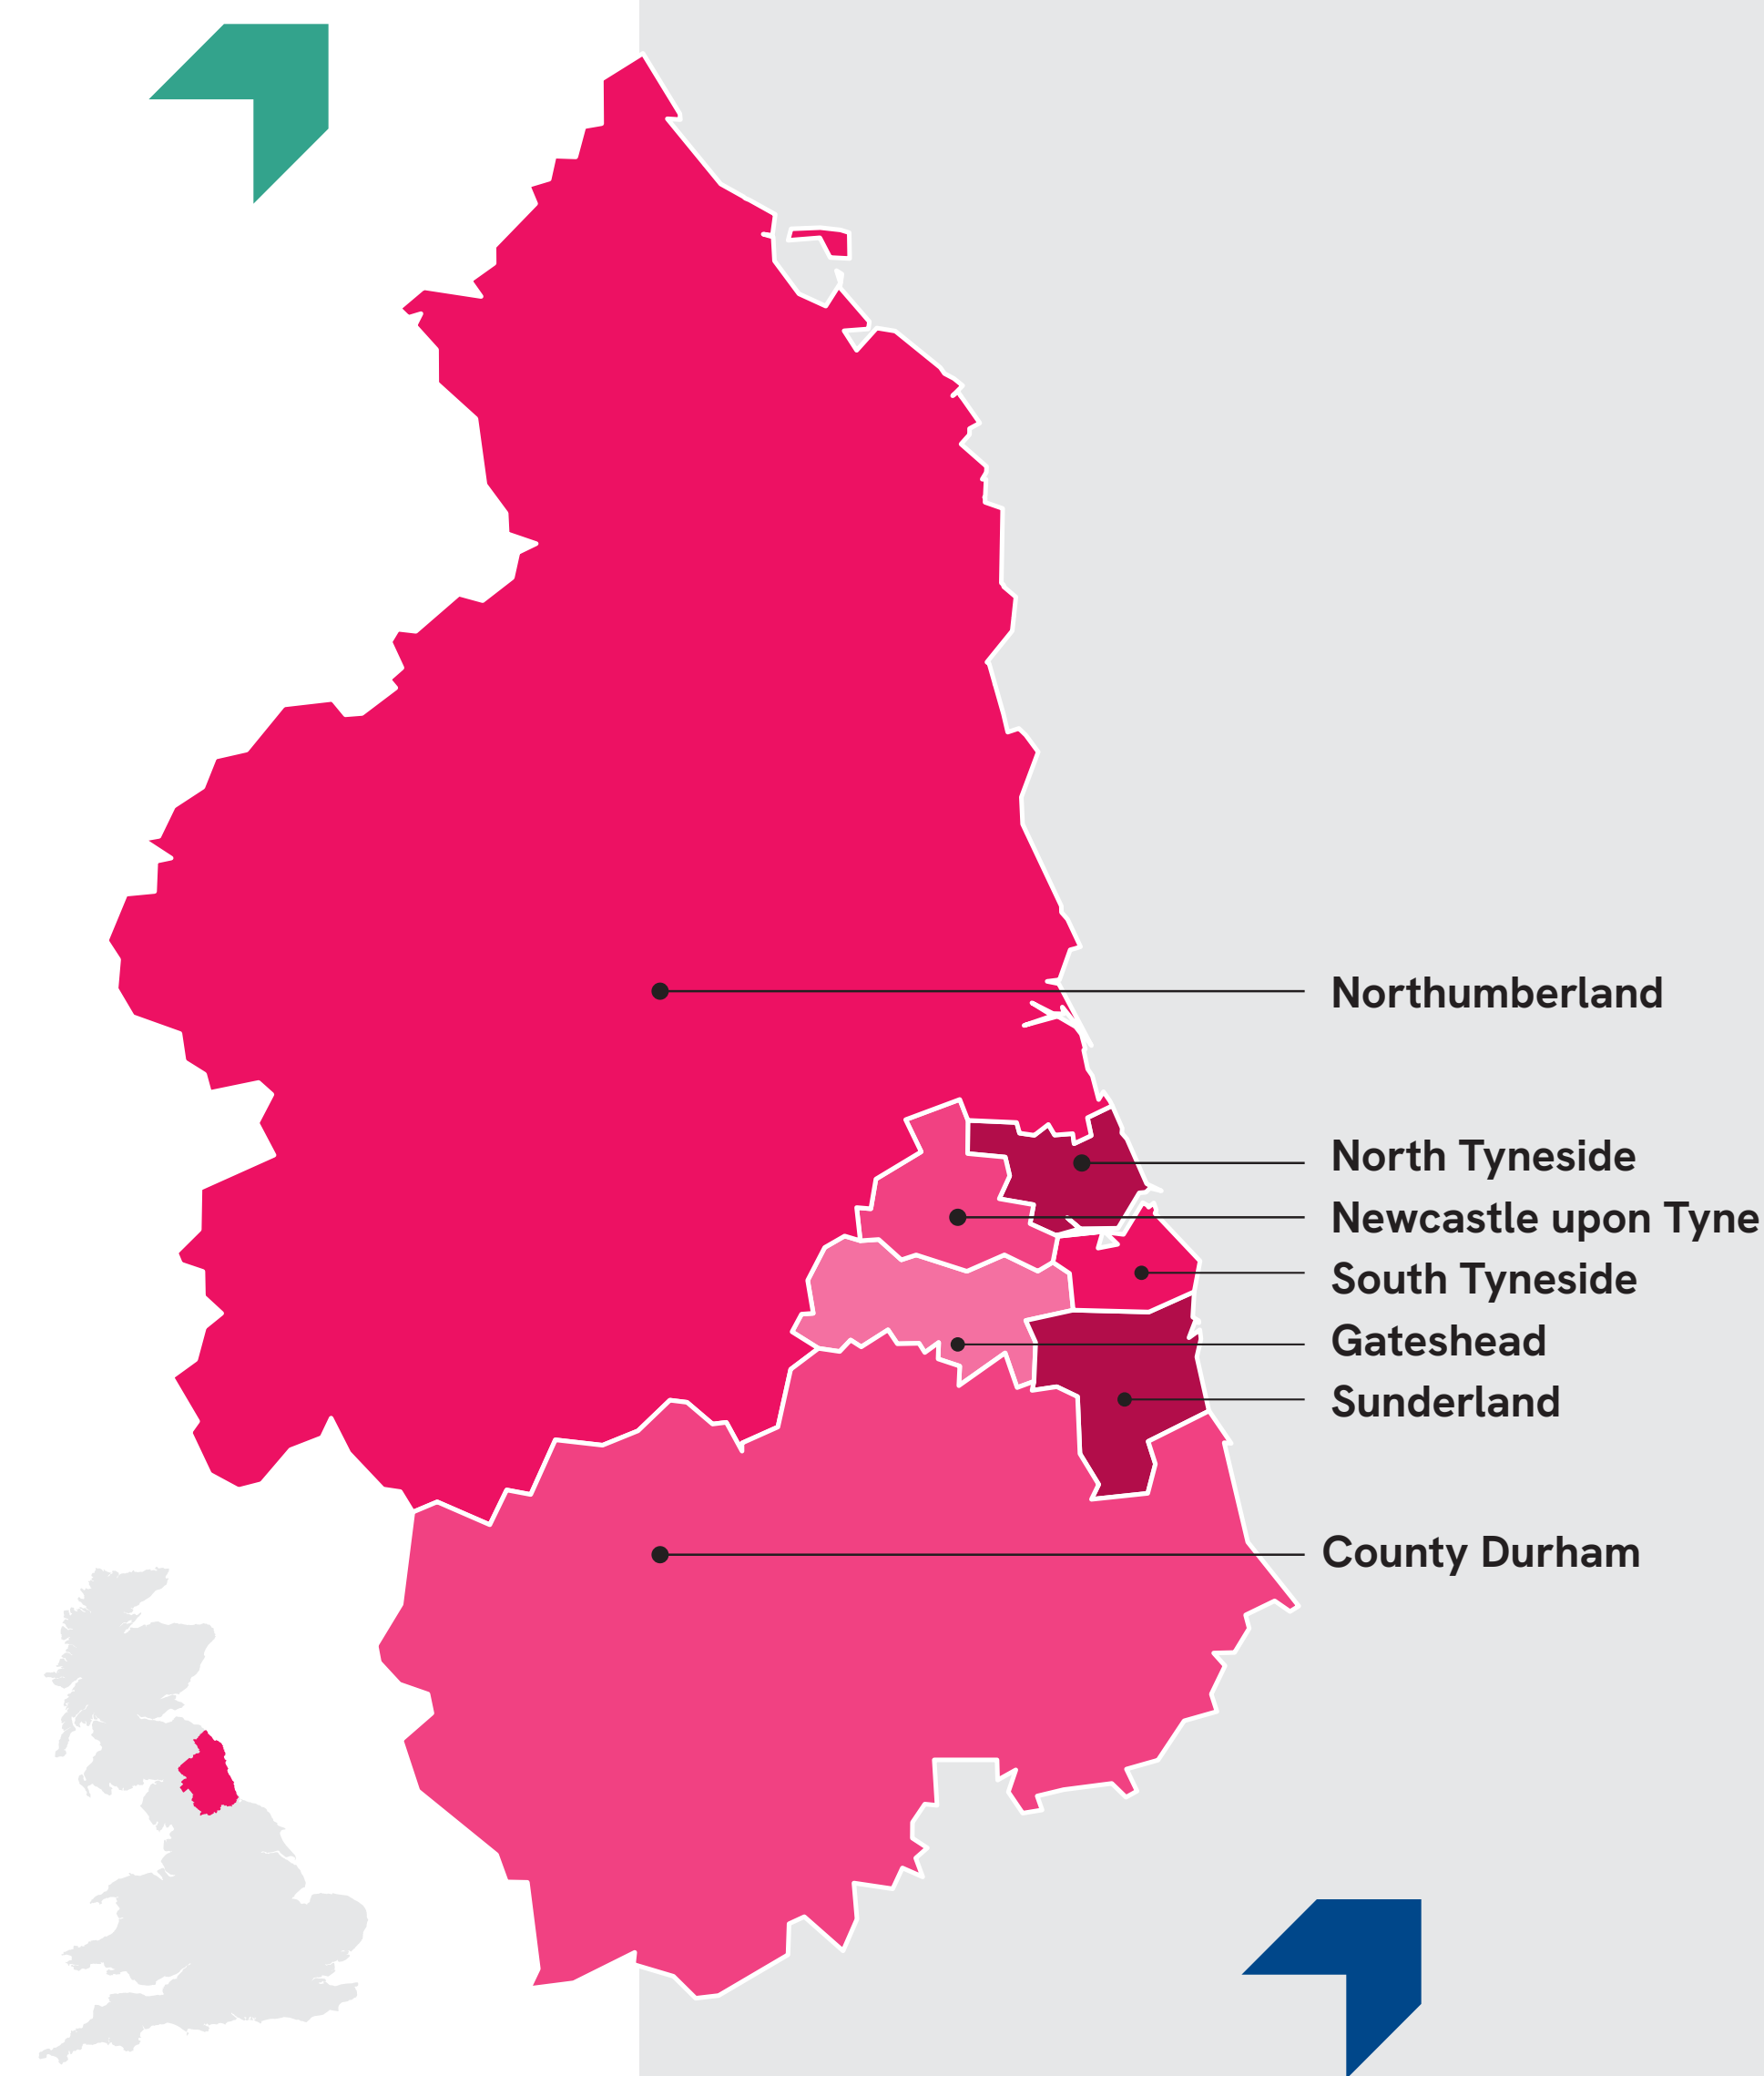 Northumberland
North Tyneside
Newcastle upon Tyne
South Tyneside
Gateshead
Sunderland
County Durham